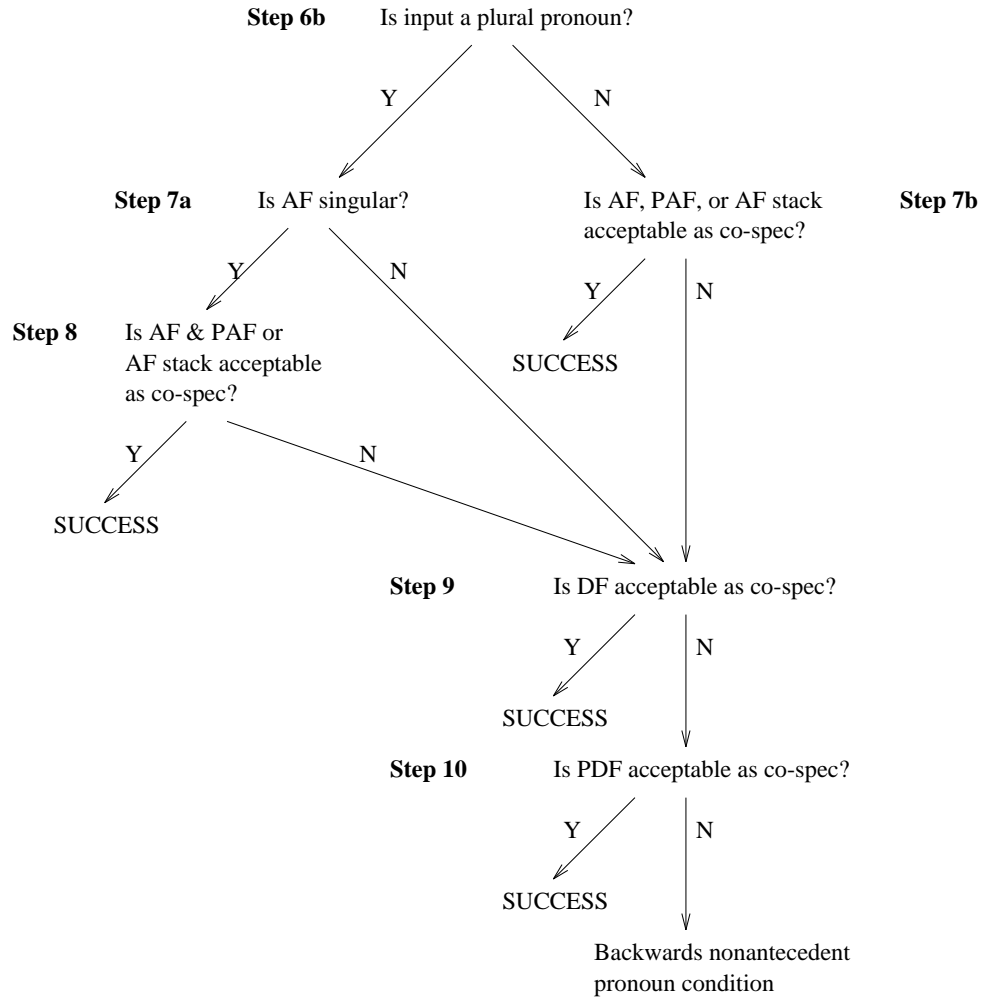 Step 6b Is input a plural pronoun?
Y N
Step 7a Is AF singular? Is AF, PAF, or AF stack Step 7b
acceptable as co-spec?
Y N Y N
Step 8 Is AF & PAF or
AF stack acceptable
as co-spec?
SUCCESS
Y N
SUCCESS
Step 9 Is DF acceptable as co-spec?
Y N
SUCCESS
Step 10 Is PDF acceptable as co-spec?
Y N
SUCCESS
Backwards nonantecedent
pronoun condition